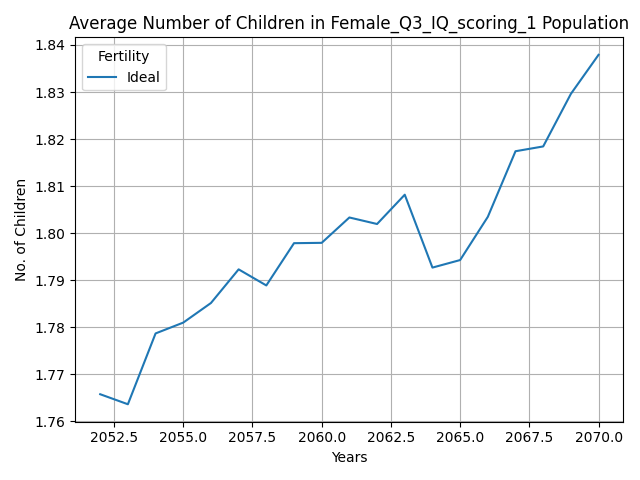 Average Number of Children in Female_Q3_IQ_scoring_1 Population
Fertility
Ideal
No. of Children
1.84
1.83
1.82
1.81
1.80
1.79
1.78
1.77
1.76
2052.5 2055.0 2057.5 2060.0 2062.5 2065.0 2067.5 2070.0
Years